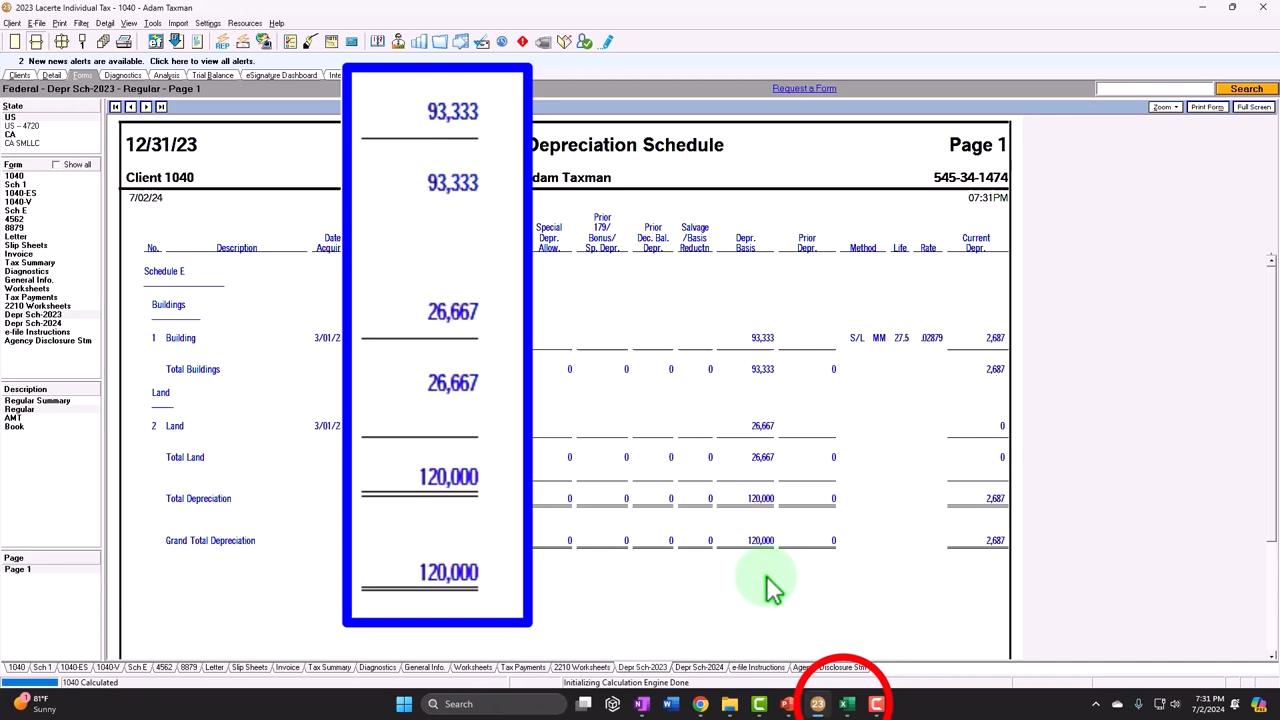 2023 Lacerte Individual Tax - 1040 - Adam Taxman
Client E-File Print Filter Detail View Tools Import Settings Resources Help
2 New news alerts are available. Click here to view all alerts.
Clients Detail Forms Diagnostics Analysis Trial Balance eSignature Dashboard
Federal - Depr Sch-2023 - Regular - Page 1 Request a Form Search
Zoom Print Form Full Screen
State
US
US – 4720
CA
CA SMLLC
Form Show all
1040
Sch 1
1040-ES
1040-V
Sch E
4562
8879
Letter
Slip Sheets
Invoice
Tax Summary
Diagnostics
General Info.
Worksheets
Tax Payments
2210 Worksheets
Depr Sch-2023
Depr Sch-2024
e-file Instructions
Agency Disclosure Stm
Description
Regular Summary
Regular
AMT
Book
Page
Page 1
12/31/23 Depreciation Schedule Page 1
Client 1040 dam Taxman 545-34-1474
7/02/24 07:31PM
No. Description Date Acquir Special Depr. Allow. Prior 179/ Bonus/ Sp. Depr. Prior Dec. Bal. Depr. Salvage /Basis Reductn Depr. Basis Prior Depr. Method Life Rate Current Depr.
Schedule E
Buildings
1 Building 3/01/2 93,333 S/L MM 27.5 .02879 2,687
Total Buildings 0 0 0 0 93,333 0 2,687
Land
2 Land 3/01/2 26,667 0
Total Land 0 0 0 0 26,667 0 0
Total Depreciation 0 0 0 0 120,000 0 2,687
Grand Total Depreciation 0 0 0 0 120,000 0 2,687
93,333
93,333
26,667
26,667
120,000
120,000
1040 Sch 1 1040-ES 1040-V Sch E 4562 8879 Letter Slip Sheets Invoice Tax Summary Diagnostics General Info. Worksheets Tax Payments 2210 Worksheets Depr Sch-2023 Depr Sch-2024 e-file Instructions Agency Disclosure Stm
1040 Calculated Initializing Calculation Engine Done
81°F
Sunny
Search
23
7:31 PM
7/2/2024